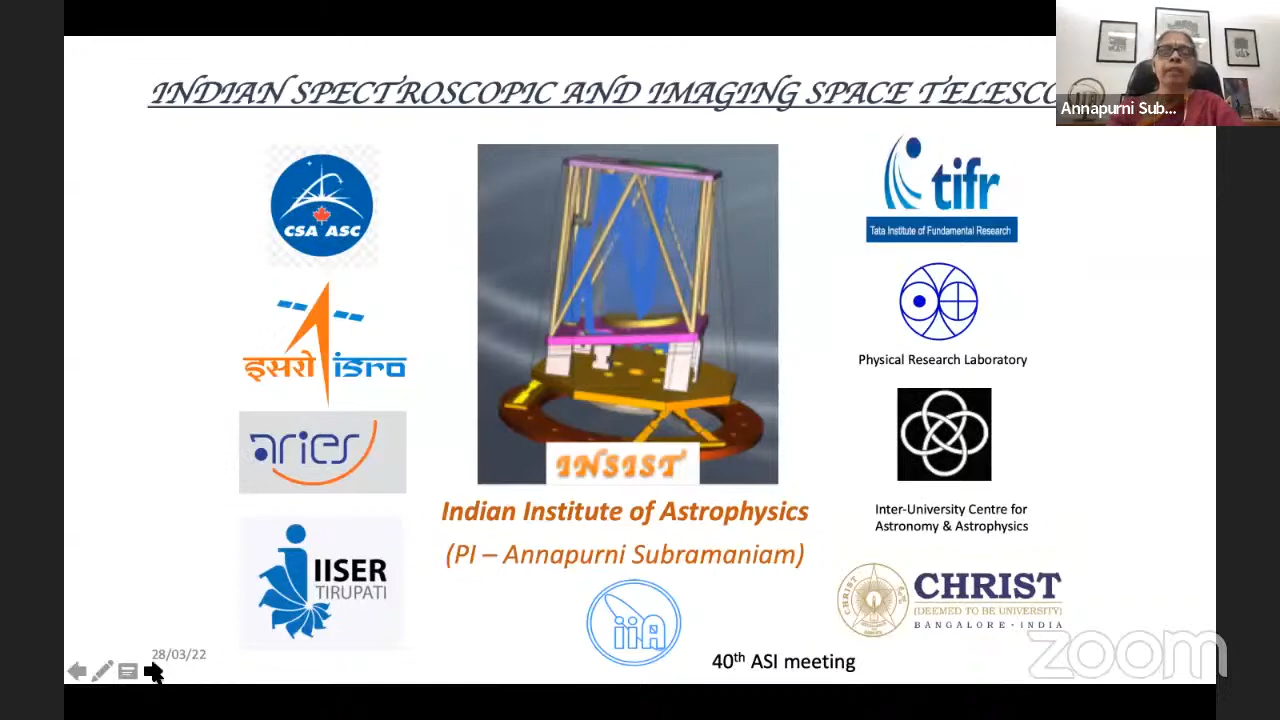 INDIAN SPECTROSCOPIC AND IMAGING SPACE TELESCO
Annapurni Sub...
CSA ASC
इसरो isro
aries
IISER
TIRUPATI
INSIST
Indian Institute of Astrophysics
(PI – Annapurni Subramaniam)
iiA
tifr
Tata Institute of Fundamental Research
Physical Research Laboratory
Inter-University Centre for
Astronomy & Astrophysics
CHRIST
(DEEMED TO BE UNIVERSITY)
BANGALORE · INDIA
28/03/22
40th ASI meeting
zoom